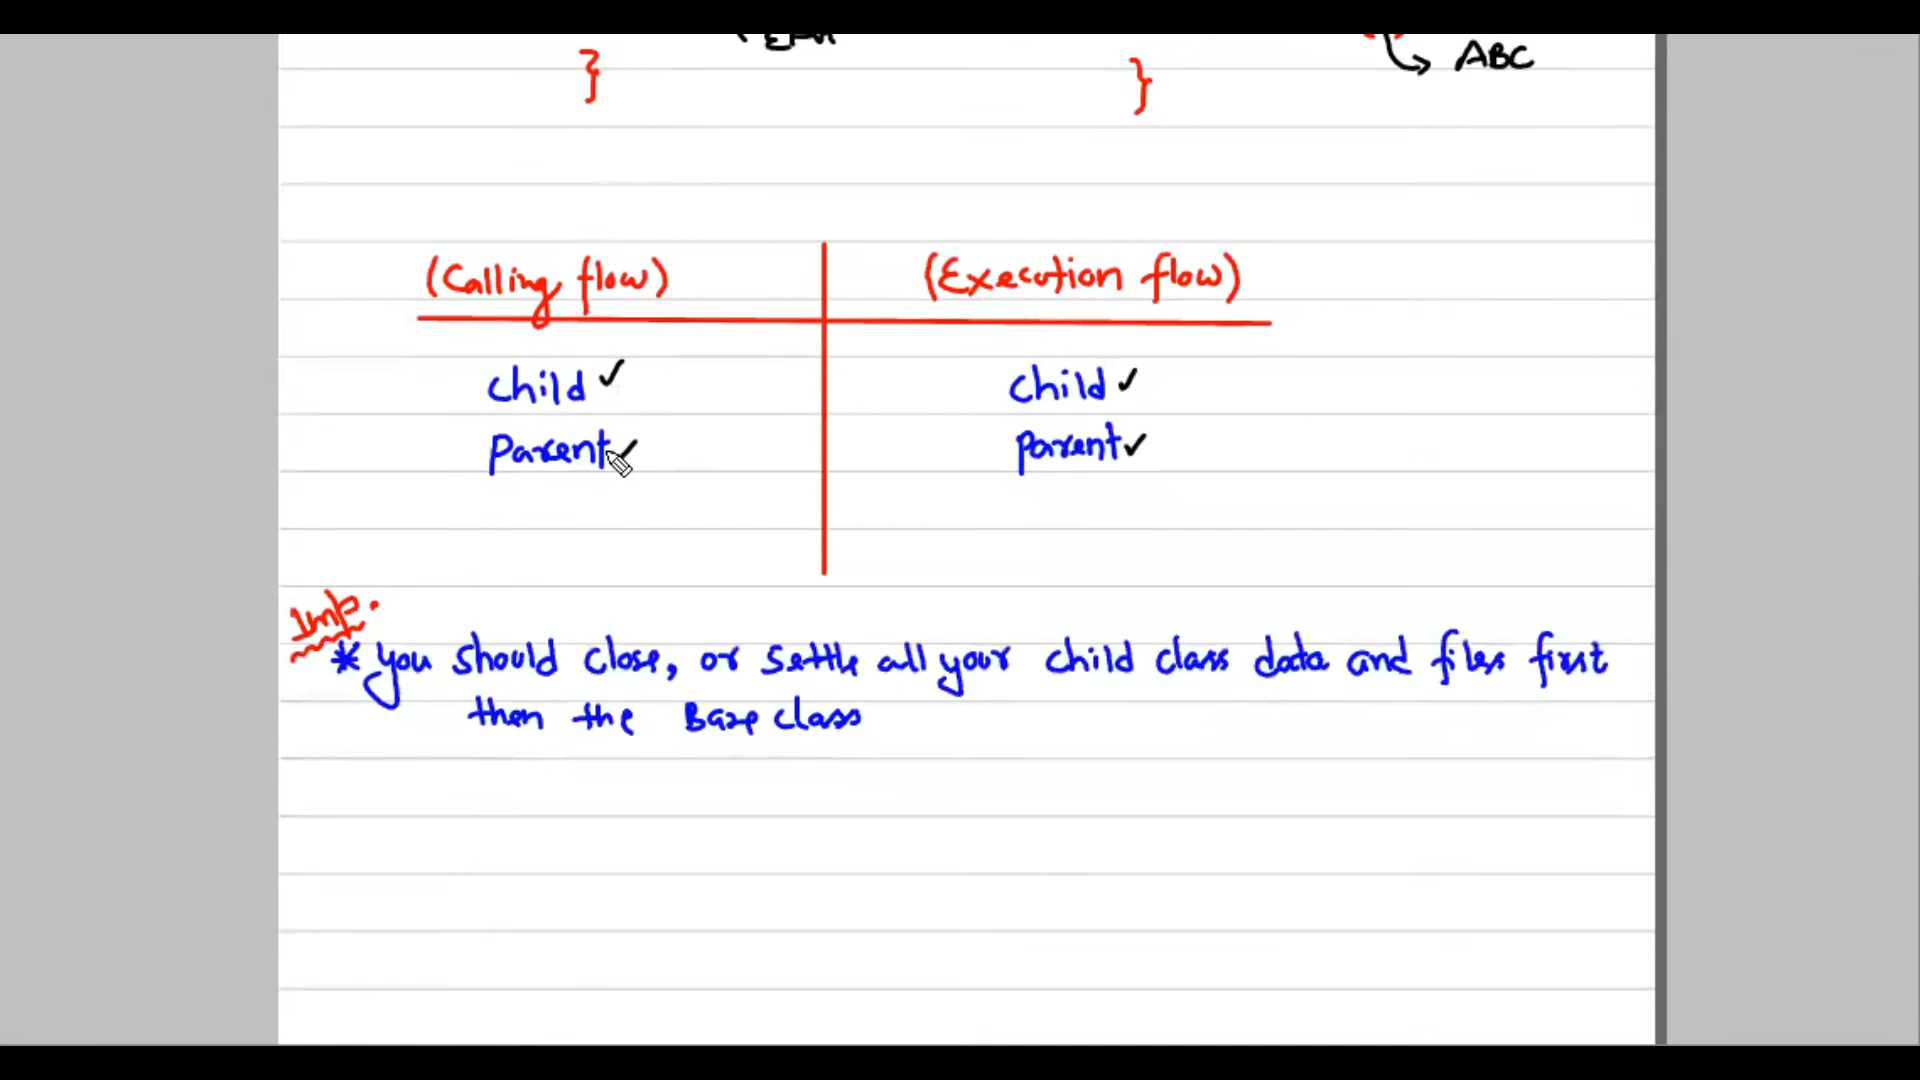 ABC
}
}
(Calling flow) (Execution flow)
Child ✓ Child ✓
Parent ✓ Parent ✓
Imp.
* you should close, or settle all your child class data and files first
then the Base class